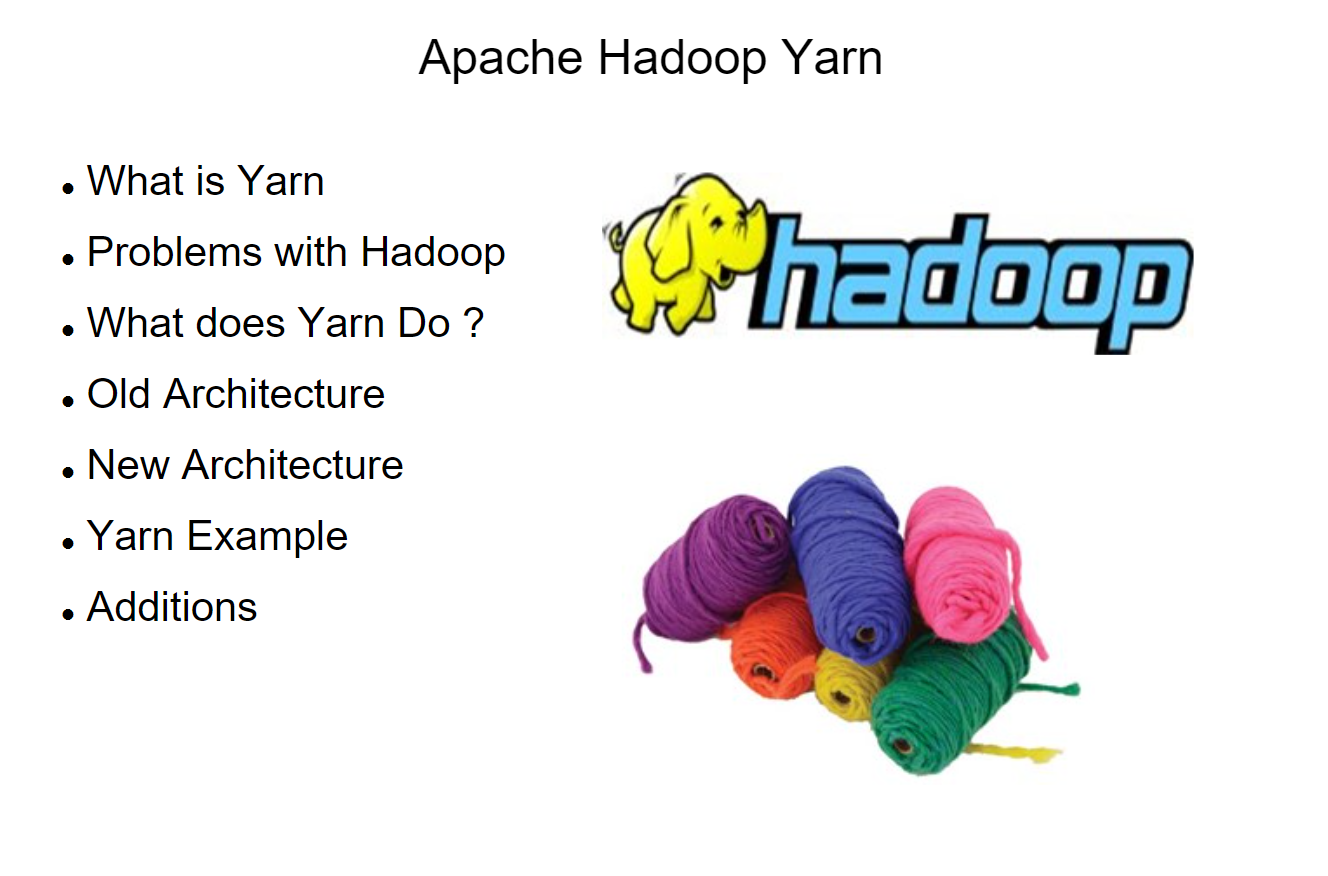 Apache Hadoop Yarn
● What is Yarn
● Problems with Hadoop
● What does Yarn Do ?
● Old Architecture
● New Architecture
● Yarn Example
● Additions
hadoop